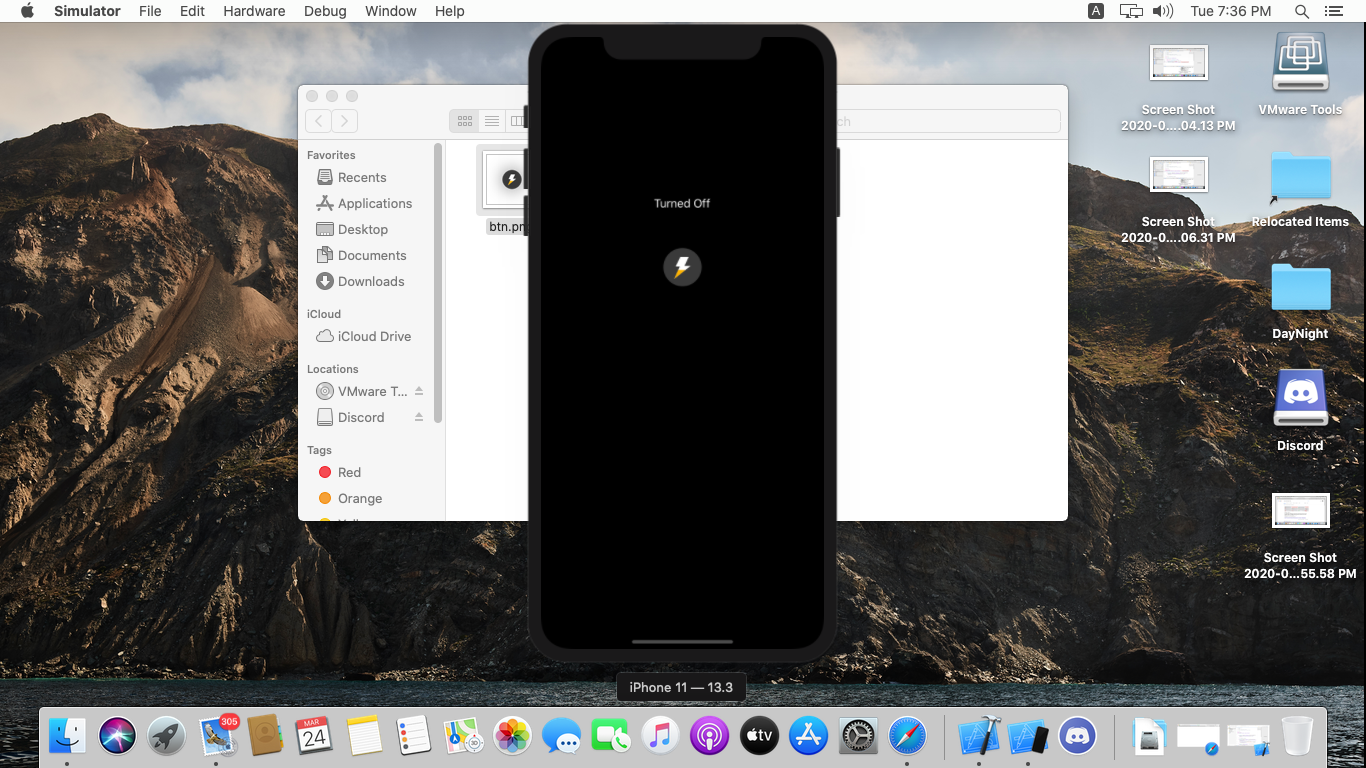 Simulator File Edit Hardware Debug Window Help
A Tue 7:36 PM
Screen Shot
2020-0....04.13 PM
VMware Tools
Screen Shot
2020-0....06.31 PM
Relocated Items
DayNight
Discord
Screen Shot
2020-0...55.58 PM
ch
Favorites
Recents
Applications
Desktop
Documents
Downloads
iCloud
iCloud Drive
Locations
VMware T...
Discord
Tags
Red
Orange
btn.pn
Turned Off
iPhone 11 — 13.3
305
MAR
24
3D
tv